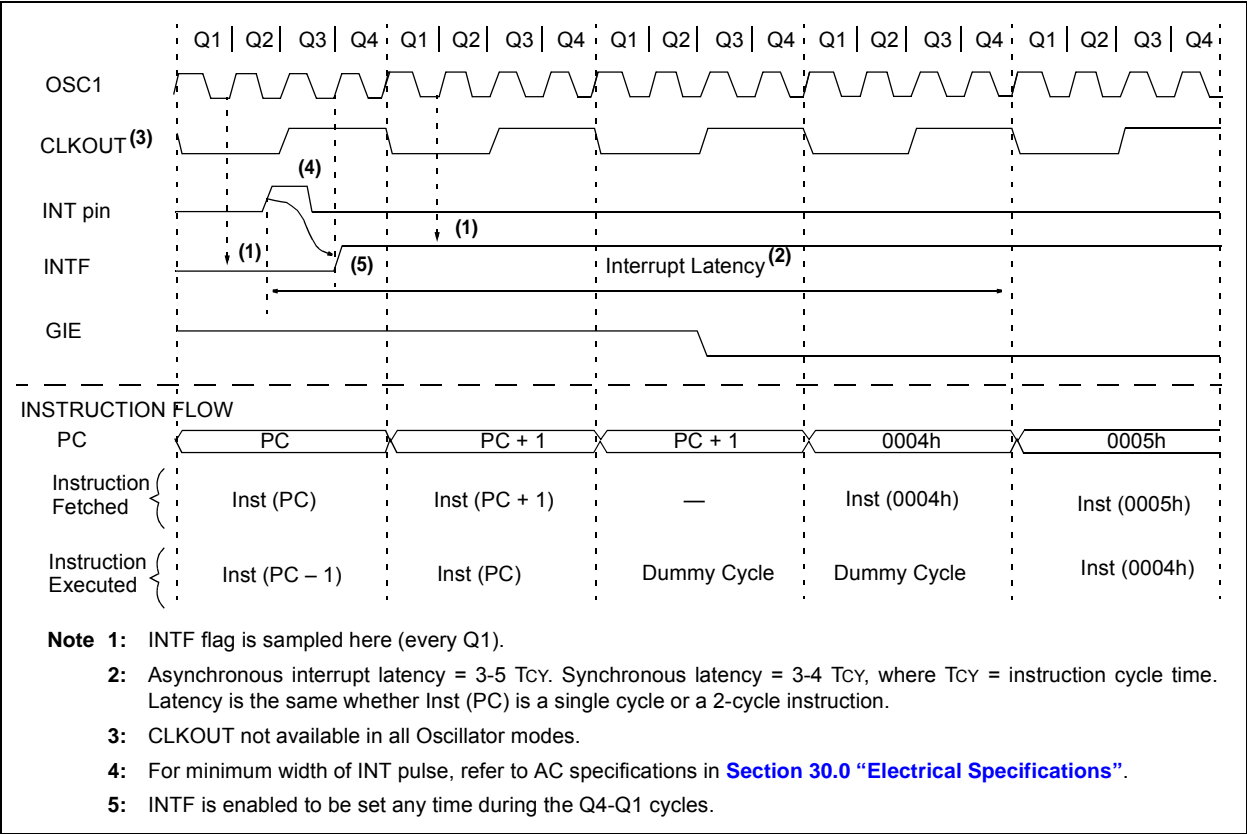 Q1 Q2 Q3 Q4 Q1 Q2 Q3 Q4 Q1 Q2 Q3 Q4 Q1 Q2 Q3 Q4 Q1 Q2 Q3 Q4
OSC1
CLKOUT (3)
(4)
INT pin
(1) (1)
INTF (5) Interrupt Latency (2)
GIE
INSTRUCTION FLOW
PC PC PC + 1 PC + 1 0004h 0005h
Instruction
Fetched Inst (PC) Inst (PC + 1) — Inst (0004h) Inst (0005h)
Instruction
Executed Inst (PC – 1) Inst (PC) Dummy Cycle Dummy Cycle Inst (0004h)
Note 1: INTF flag is sampled here (every Q1).
2: Asynchronous interrupt latency = 3-5 TCY. Synchronous latency = 3-4 TCY, where TCY = instruction cycle time.
Latency is the same whether Inst (PC) is a single cycle or a 2-cycle instruction.
3: CLKOUT not available in all Oscillator modes.
4: For minimum width of INT pulse, refer to AC specifications in Section 30.0 “Electrical Specifications”.
5: INTF is enabled to be set any time during the Q4-Q1 cycles.